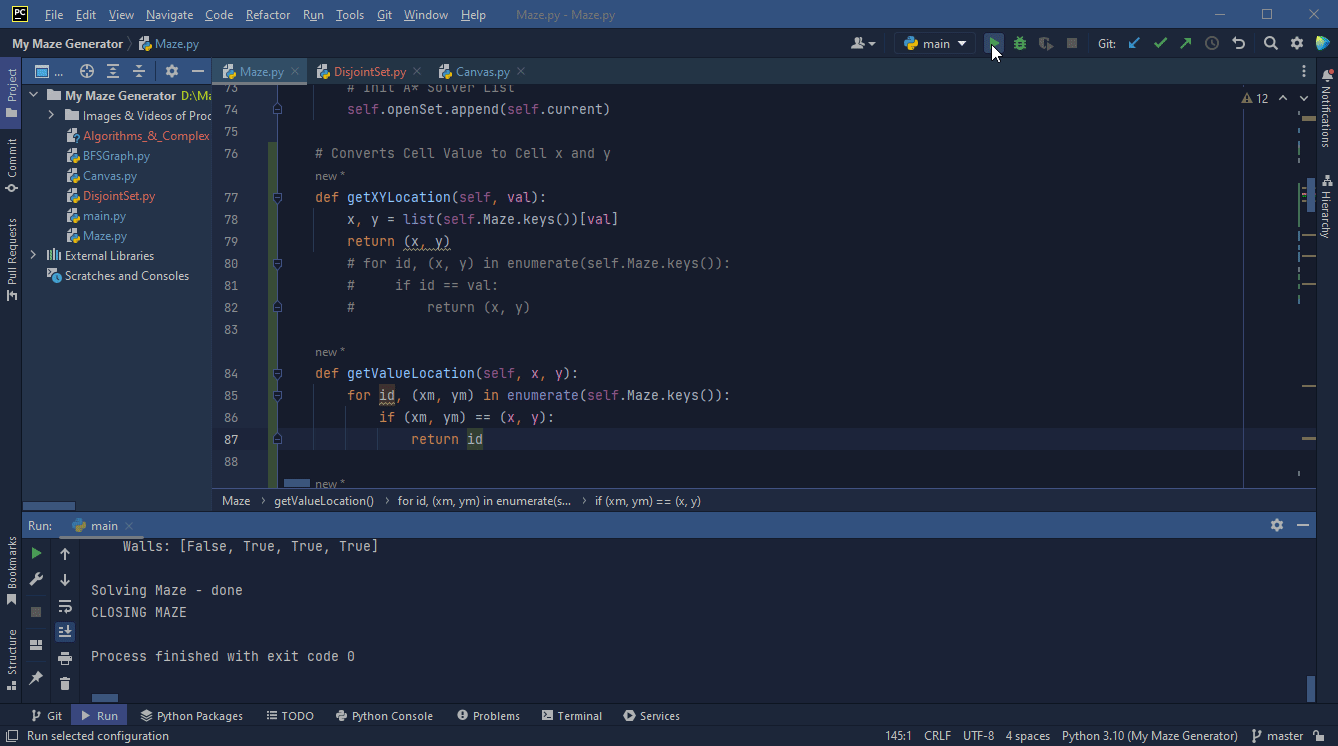 PC File Edit View Navigate Code Refactor Run Tools Git Window Help Maze.py - Maze.py
My Maze Generator Maze.py main Git:
Project
... Maze.py DisjointSet.py Canvas.py
My Maze Generator D:\Ma
Images & Videos of Proc
Algorithms_&_Complex
BFSGraph.py
Canvas.py
DisjointSet.py
main.py
Maze.py
External Libraries
Scratches and Consoles
Commit
Pull Requests
Bookmarks
Structure
12
Notifications
Hierarchy
73 # Init A* Solver List
74 self.openSet.append(self.current)
75
76 # Converts Cell Value to Cell x and y
new *
77 def getXYLocation(self, val):
78 x, y = list(self.Maze.keys())[val]
79 return (x, y)
80 # for id, (x, y) in enumerate(self.Maze.keys()):
81 # if id == val:
82 # return (x, y)
83
new *
84 def getValueLocation(self, x, y):
85 for id, (xm, ym) in enumerate(self.Maze.keys()):
86 if (xm, ym) == (x, y):
87 return id
88
new *
Maze > getValueLocation() > for id, (xm, ym) in enumerate(s... > if (xm, ym) == (x, y)
Run: main
Walls: [False, True, True, True]
Solving Maze - done
CLOSING MAZE
Process finished with exit code 0
Git Run Python Packages TODO Python Console Problems Terminal Services
Run selected configuration 145:1 CRLF UTF-8 4 spaces Python 3.10 (My Maze Generator) master